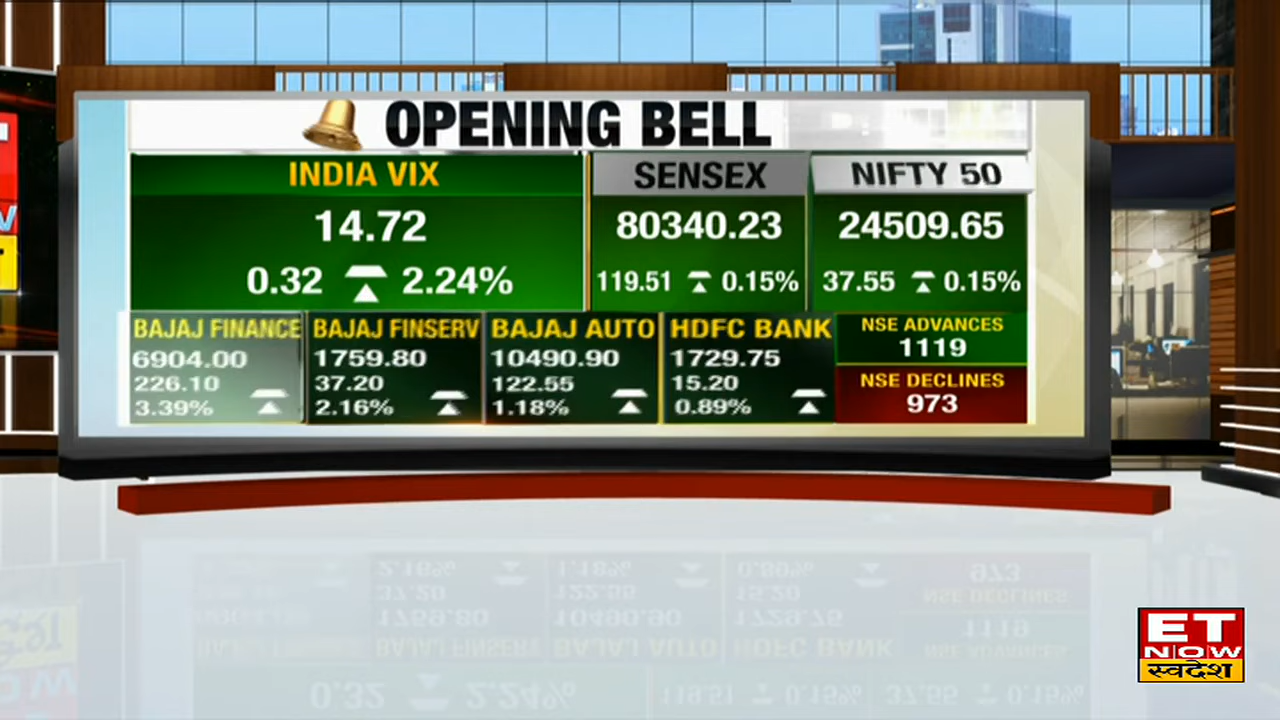 OPENING BELL
INDIA VIX
14.72
0.32 2.24%
SENSEX
80340.23
119.51 0.15%
NIFTY 50
24509.65
37.55 0.15%
BAJAJ FINANCE
6904.00
226.10
3.39%
BAJAJ FINSERV
1759.80
37.20
2.16%
BAJAJ AUTO
10490.90
122.55
1.18%
HDFC BANK
1729.75
15.20
0.89%
NSE ADVANCES
1119
NSE DECLINES
973
ET
NOW
स्वदेश